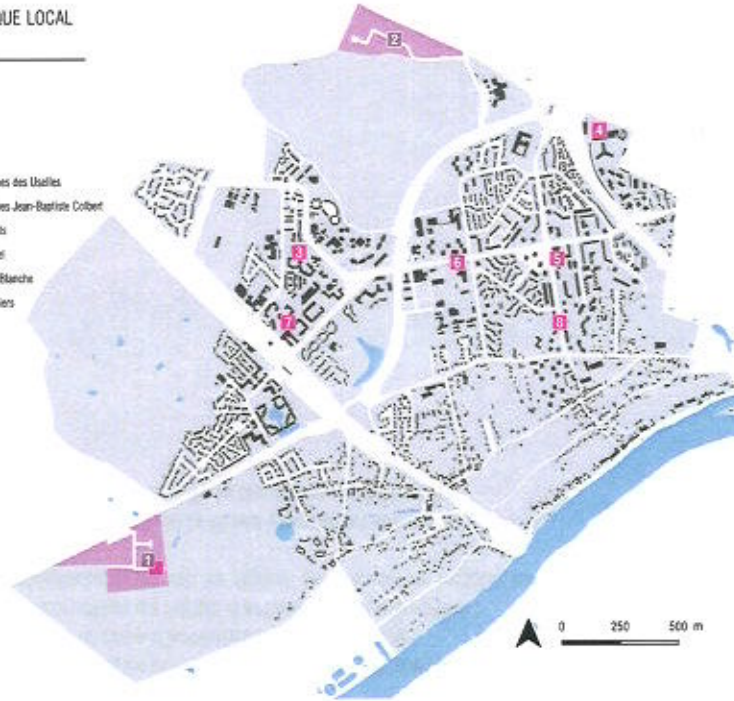 QUE LOCAL
es des Uselles
es Jean-Baptiste Colbert
ts
el
Blanche
iers
2
4
3
6
5
7
8
1
0 250 500 m